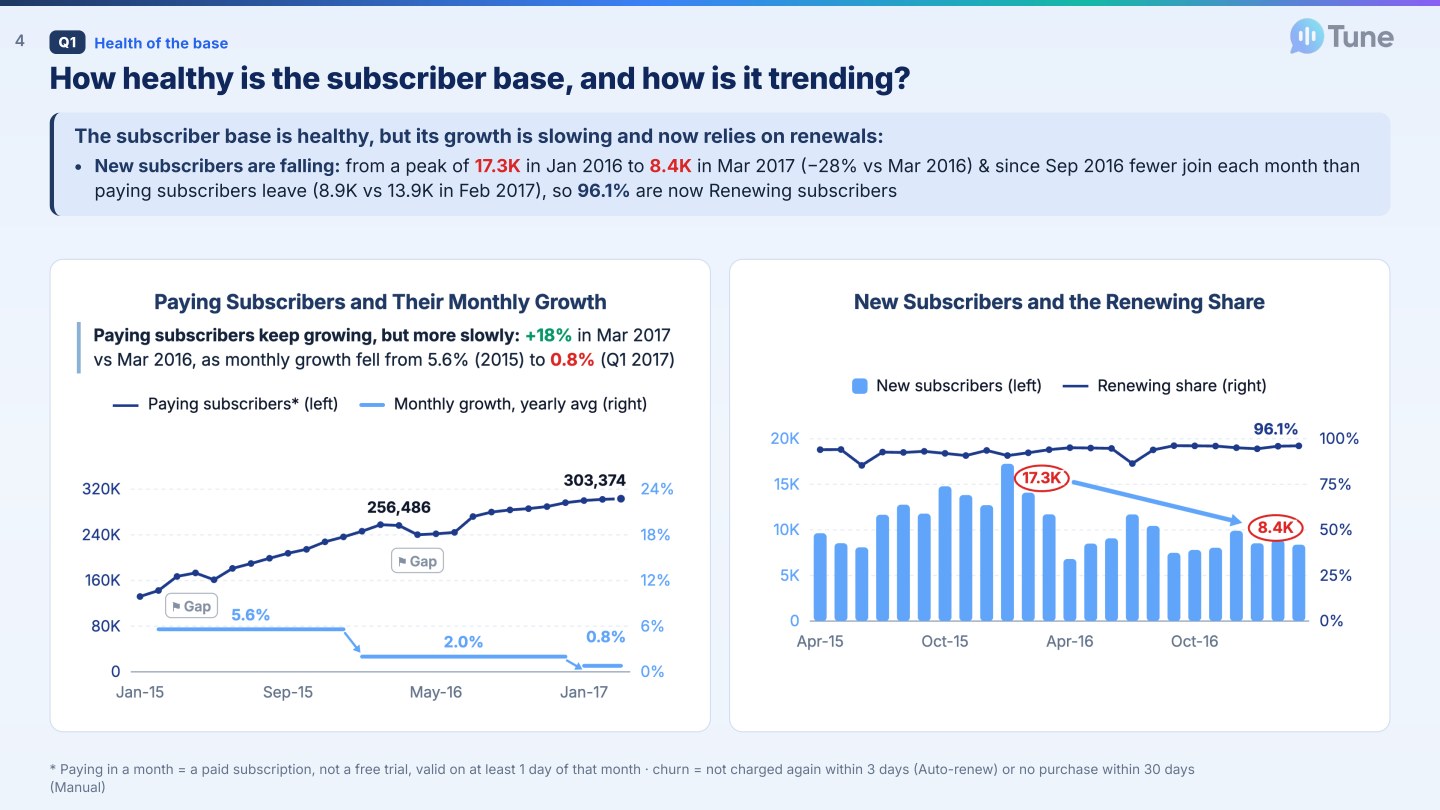 4
Q1 Health of the base
Tune
How healthy is the subscriber base, and how is it trending?
The subscriber base is healthy, but its growth is slowing and now relies on renewals:
• New subscribers are falling: from a peak of 17.3K in Jan 2016 to 8.4K in Mar 2017 (−28% vs Mar 2016) & since Sep 2016 fewer join each month than
paying subscribers leave (8.9K vs 13.9K in Feb 2017), so 96.1% are now Renewing subscribers
Paying Subscribers and Their Monthly Growth
Paying subscribers keep growing, but more slowly: +18% in Mar 2017
vs Mar 2016, as monthly growth fell from 5.6% (2015) to 0.8% (Q1 2017)
Paying subscribers* (left) Monthly growth, yearly avg (right)
303,374
320K 24%
256,486
240K 18%
⚑ Gap
160K 12%
⚑ Gap
5.6%
80K 6%
2.0% 0.8%
0 0%
Jan-15 Sep-15 May-16 Jan-17
New Subscribers and the Renewing Share
New subscribers (left) Renewing share (right)
96.1%
20K 100%
17.3K
15K 75%
8.4K
10K 50%
5K 25%
0 0%
Apr-15 Oct-15 Apr-16 Oct-16
* Paying in a month = a paid subscription, not a free trial, valid on at least 1 day of that month · churn = not charged again within 3 days (Auto-renew) or no purchase within 30 days
(Manual)